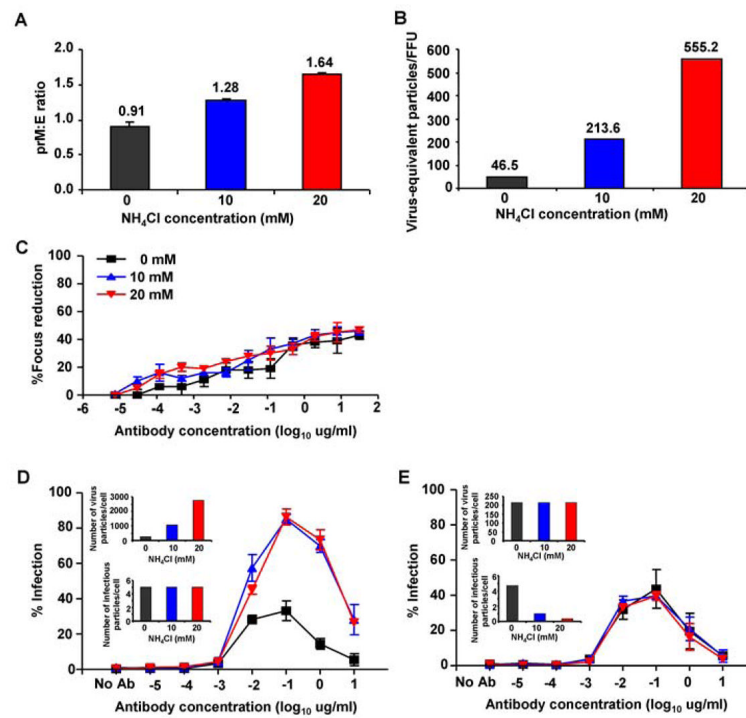 A
prM:E ratio
2.0
1.5
1.0
0.5
0.0
0.91
1.28
1.64
0 10 20
NH4Cl concentration (mM)
B
Virus-equivalent particles/FFU
600
500
400
300
200
100
0
46.5
213.6
555.2
0 10 20
NH4Cl concentration (mM)
C
0 mM
10 mM
20 mM
%Focus reduction
100
80
60
40
20
0
-6 -5 -4 -3 -2 -1 0 1 2
Antibody concentration (log10 ug/ml)
D
% Infection
100
80
60
40
20
0
Number of virus
particles/cell
3000
2000
1000
0
0 10 20
NH4Cl (mM)
Number of infectious
particles/cell
6
4
2
0
0 10 20
NH4Cl (mM)
No Ab -5 -4 -3 -2 -1 0 1
Antibody concentration (log10 ug/ml)
E
% Infection
100
80
60
40
20
0
Number of virus
particles/cell
250
200
150
100
50
0
0 10 20
NH4Cl (mM)
Number of infectious
particles/cell
6
4
2
0
0 10 20
NH4Cl (mM)
No Ab -5 -4 -3 -2 -1 0 1
Antibody concentration (log10 ug/ml)